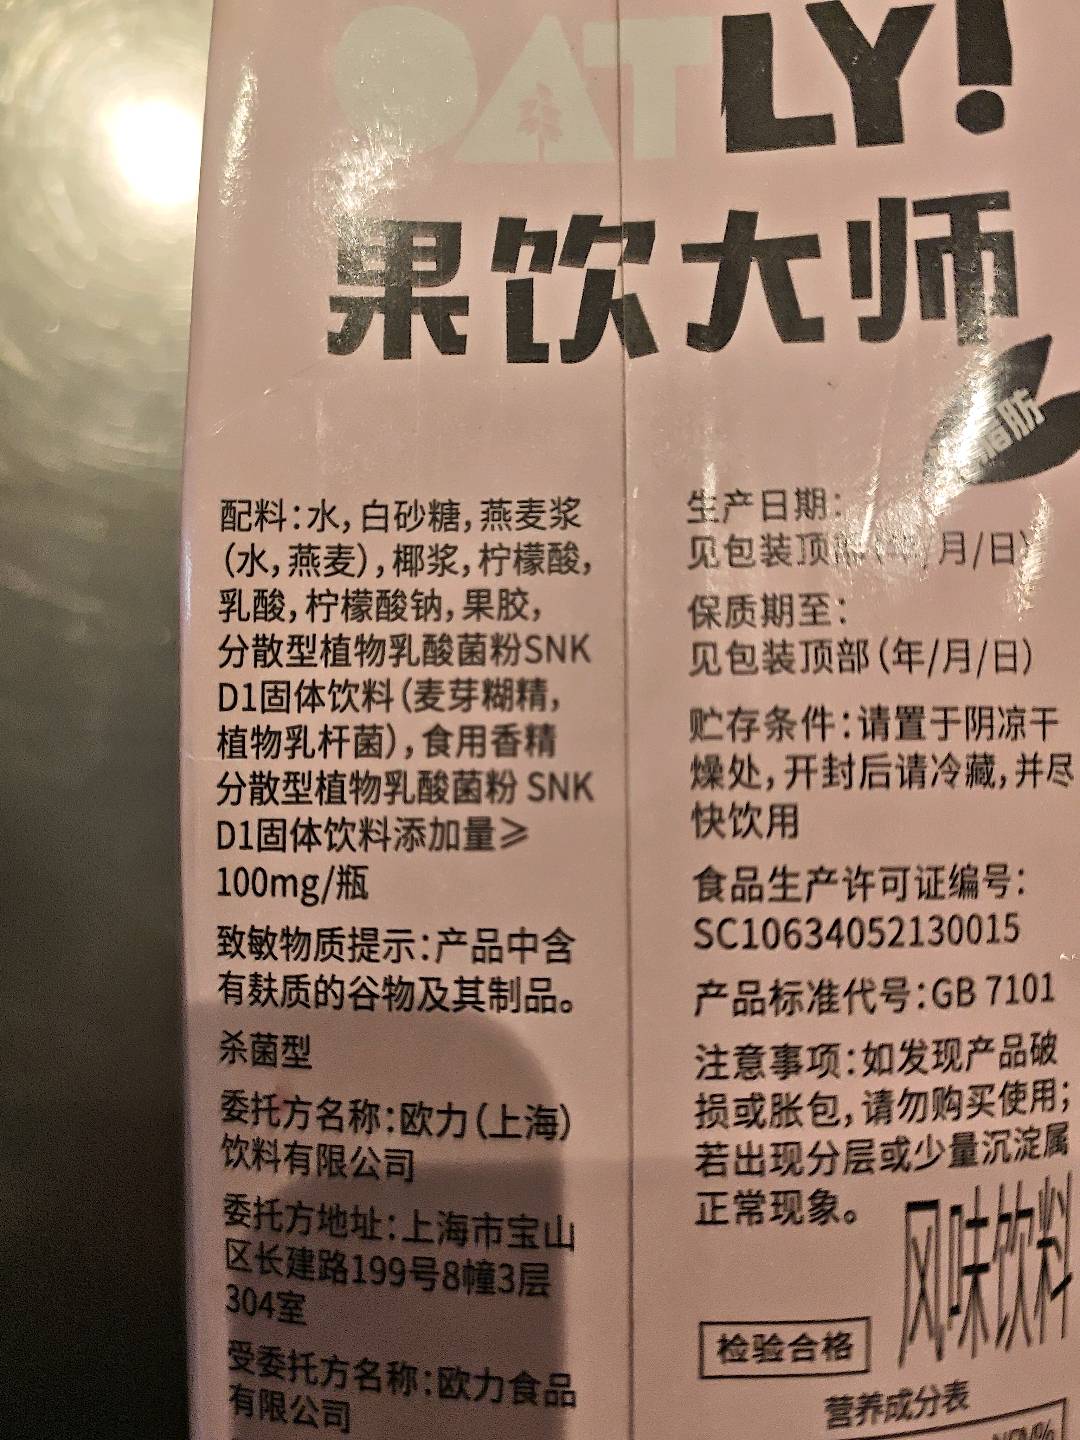 OATLY!
果饮大师
脂肪
配料：水，白砂糖，燕麦浆
（水，燕麦），椰浆，柠檬酸，
乳酸，柠檬酸钠，果胶，
分散型植物乳酸菌粉SNK
D1固体饮料（麦芽糊精，
植物乳杆菌），食用香精
分散型植物乳酸菌粉 SNK
D1固体饮料添加量≥
100mg/瓶
致敏物质提示：产品中含
有麸质的谷物及其制品。
杀菌型
委托方名称：欧力（上海）
饮料有限公司
委托方地址：上海市宝山
区长建路199号8幢3层
304室
受委托方名称：欧力食品
有限公司
生产日期：
见包装顶部（年/月/日）
保质期至：
见包装顶部（年/月/日）
贮存条件：请置于阴凉干
燥处，开封后请冷藏，并尽
快饮用
食品生产许可证编号：
SC10634052130015
产品标准代号：GB 7101
注意事项：如发现产品破
损或胀包，请勿购买使用；
若出现分层或少量沉淀属
正常现象。
风味饮料
检验合格
营养成分表
NRV%